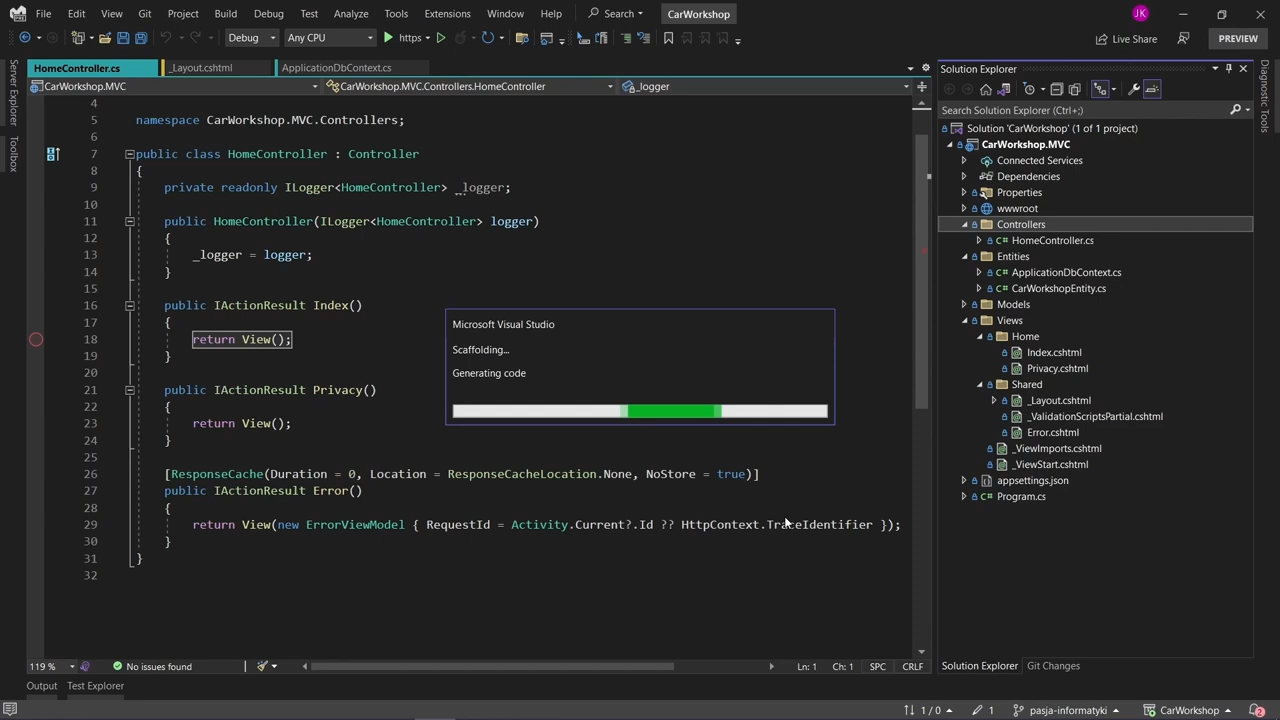 File Edit View Git Project Build Debug Test Analyze Tools Extensions Window Help Search CarWorkshop JK
Debug Any CPU https Live Share PREVIEW
Server Explorer
Toolbox
HomeController.cs _Layout.cshtml ApplicationDbContext.cs
CarWorkshop.MVC CarWorkshop.MVC.Controllers.HomeController _logger
4
5 namespace CarWorkshop.MVC.Controllers;
6
7 public class HomeController : Controller
8 {
9 private readonly ILogger<HomeController> _logger;
10
11 public HomeController(ILogger<HomeController> logger)
12 {
13 _logger = logger;
14 }
15
16 public IActionResult Index()
17 {
18 return View();
19 }
20
21 public IActionResult Privacy()
22 {
23 return View();
24 }
25
26 [ResponseCache(Duration = 0, Location = ResponseCacheLocation.None, NoStore = true)]
27 public IActionResult Error()
28 {
29 return View(new ErrorViewModel { RequestId = Activity.Current?.Id ?? HttpContext.TraceIdentifier });
30 }
31 }
32
Microsoft Visual Studio
Scaffolding...
Generating code
119 % No issues found Ln: 1 Ch: 1 SPC CRLF
Output Test Explorer
Solution Explorer
Search Solution Explorer (Ctrl+;)
Solution 'CarWorkshop' (1 of 1 project)
CarWorkshop.MVC
Connected Services
Dependencies
Properties
wwwroot
Controllers
HomeController.cs
Entities
ApplicationDbContext.cs
CarWorkshopEntity.cs
Models
Views
Home
Index.cshtml
Privacy.cshtml
Shared
_Layout.cshtml
_ValidationScriptsPartial.cshtml
Error.cshtml
_ViewImports.cshtml
_ViewStart.cshtml
appsettings.json
Program.cs
Solution Explorer Git Changes
Diagnostic Tools
1 / 0 1 pasja-informatyki CarWorkshop 2